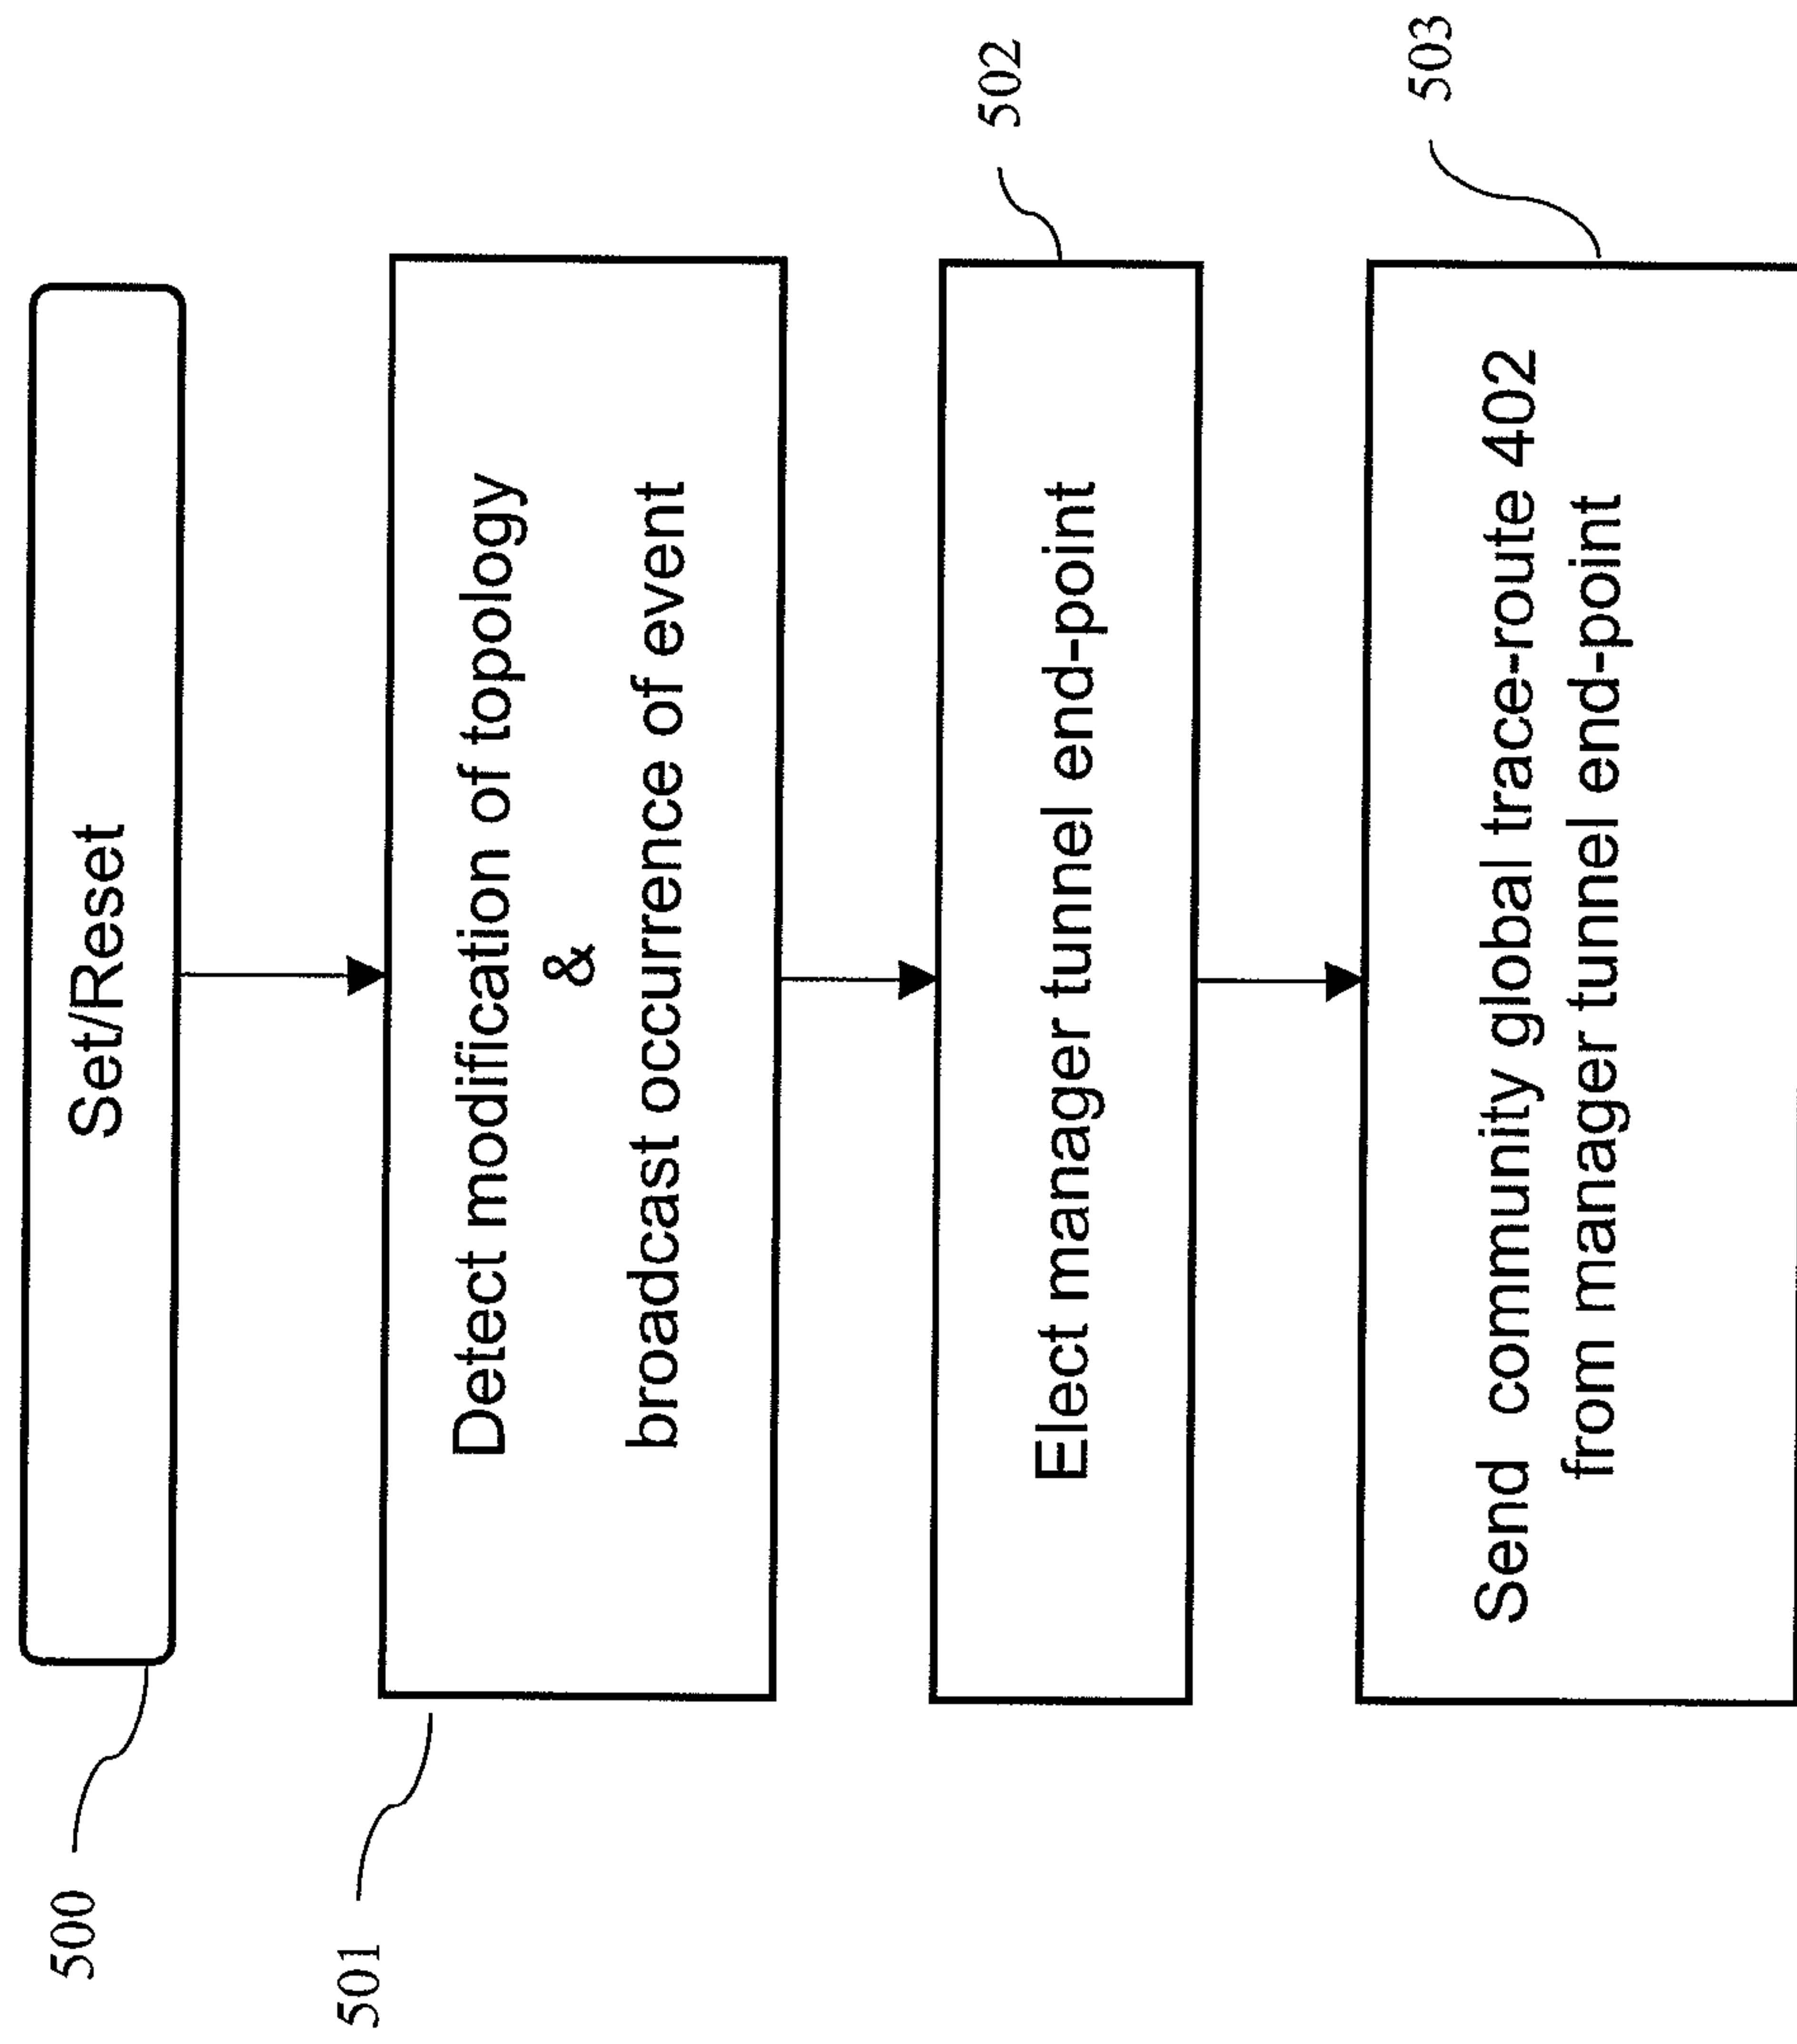 500
Set/Reset
501
Detect modification of topology
&
broadcast occurrence of event
Elect manager tunnel end-point
502
Send community global trace-route 402
from manager tunnel end-point
503